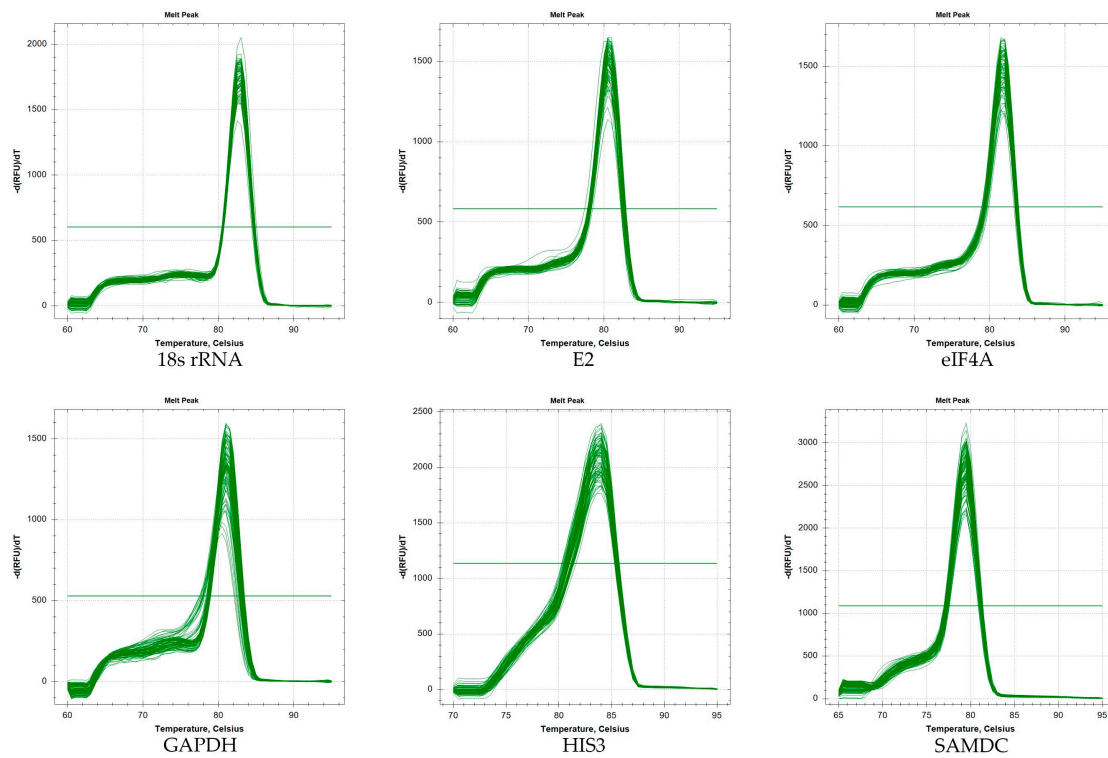 Melt Peak
2000
1500
1000
500
0
60 70 80 90
-d(RFU)/dT
Temperature, Celsius
18s rRNA
Melt Peak
1500
1000
500
0
60 70 80 90
-d(RFU)/dT
Temperature, Celsius
E2
Melt Peak
1500
1000
500
0
60 70 80 90
-d(RFU)/dT
Temperature, Celsius
eIF4A
Melt Peak
1500
1000
500
0
60 70 80 90
-d(RFU)/dT
Temperature, Celsius
GAPDH
Melt Peak
2500
2000
1500
1000
500
0
70 75 80 85 90 95
-d(RFU)/dT
Temperature, Celsius
HIS3
Melt Peak
3000
2500
2000
1500
1000
500
0
65 70 75 80 85 90 95
-d(RFU)/dT
Temperature, Celsius
SAMDC